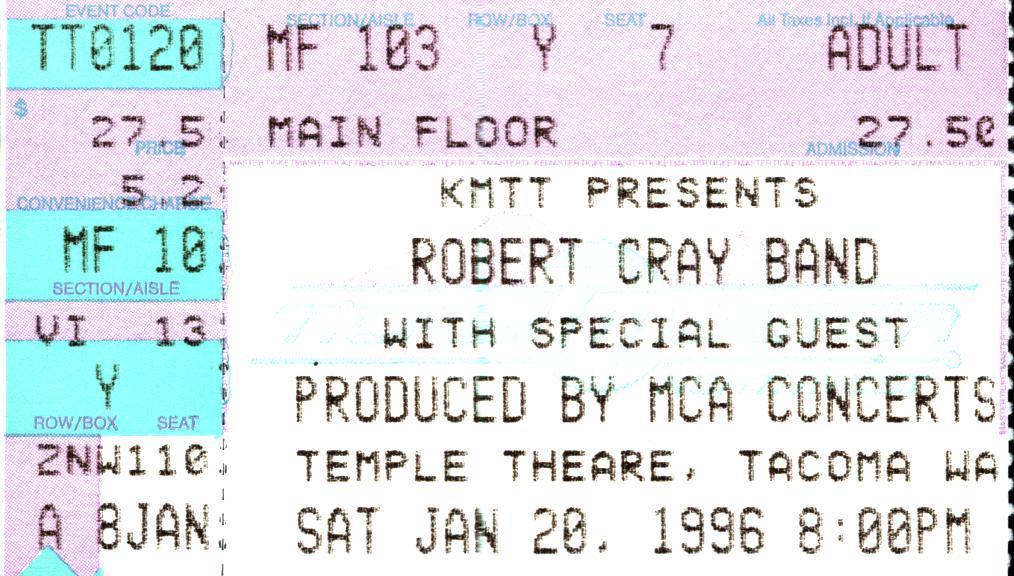 EVENT CODE SECTION/AISLE ROW/BOX SEAT All Taxes Incl. If Applicable
TT0120 MF 103 Y 7 ADULT
$ 27.5 MAIN FLOOR 27.50
PRICE ADMISSION
5.2 KMTT PRESENTS
CONVENIENCE CHARGE
MF 10 ROBERT CRAY BAND
SECTION/AISLE
VI 13 WITH SPECIAL GUEST
Y PRODUCED BY MCA CONCERTS
ROW/BOX SEAT
2NW110 TEMPLE THEARE, TACOMA WA
A 8JAN SAT JAN 20, 1996 8:00PM